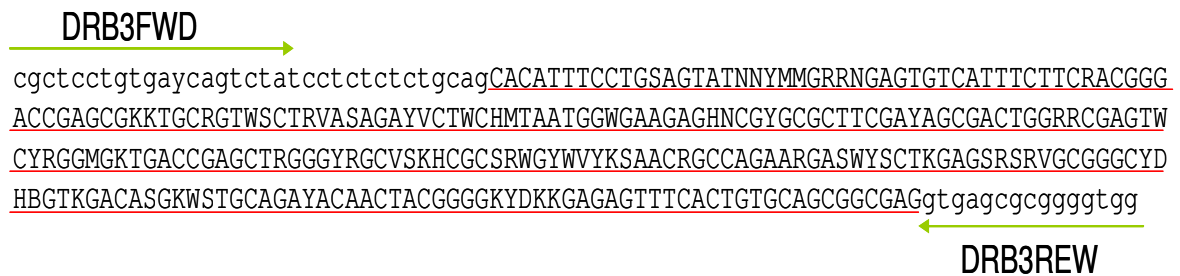 DRB3FWD
cgctcctgtgaycagtctatcctctctctgcagCACATTTCCTGSAGTATNNYMMGRRNGAGTGTCATTTCTTCRACGGG
ACCGAGCGKKTGCRGTWSCTRVASAGAYVCTWCHMTAATGGWGAAGAGHNCGYGCGCTTCGAYAGCGACTGGRRCGAGTW
CYRGGMGKTGACCGAGCTRGGGYRGCVSKHCGCSRWGYWVYKSAACRGCCAGAARGASWYSCTKGAGSRSRVGCGGGCYD
HBGTKGACASGKWSTGCAGAYACAACTACGGGGKYDKKGAGAGTTTCACTGTGCAGCGGCGAGgtgagcgcggggtgg
DRB3REW